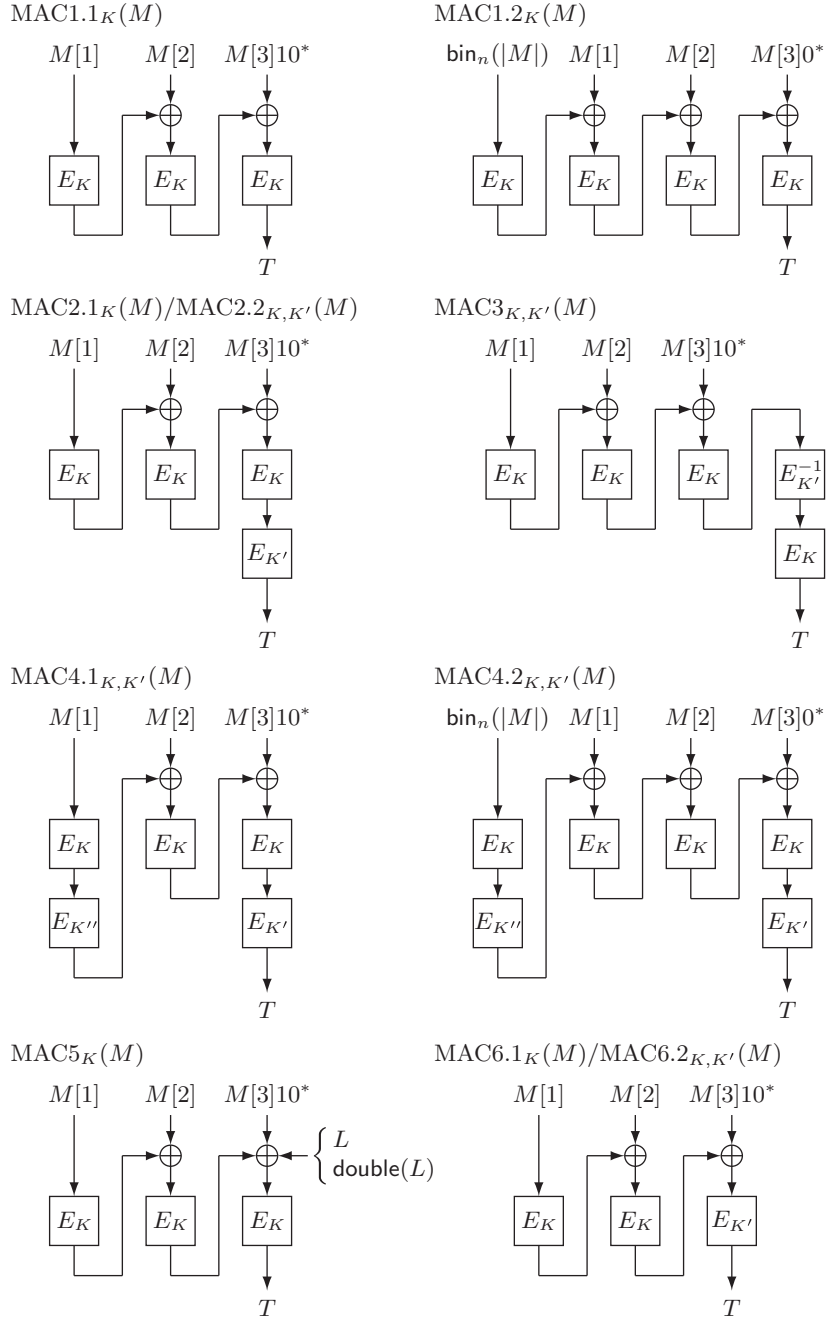 MAC1.1_K(M) MAC1.2_K(M)
M[1] M[2] M[3]10* bin_n(|M|) M[1] M[2] M[3]0*
E_K E_K E_K E_K E_K E_K E_K
T T
MAC2.1_K(M)/MAC2.2_{K,K′}(M) MAC3_{K,K′}(M)
M[1] M[2] M[3]10* M[1] M[2] M[3]10*
E_K E_K E_K E_K E_K E_K E_{K′}^{-1}
E_{K′} E_K
T T
MAC4.1_{K,K′}(M) MAC4.2_{K,K′}(M)
M[1] M[2] M[3]10* bin_n(|M|) M[1] M[2] M[3]0*
E_K E_K E_K E_K E_K E_K E_K
E_{K′′} E_{K′} E_{K′′} E_{K′}
T T
MAC5_K(M) MAC6.1_K(M)/MAC6.2_{K,K′}(M)
M[1] M[2] M[3]10* M[1] M[2] M[3]10*
L
double(L)
E_K E_K E_K E_K E_K E_{K′}
T T